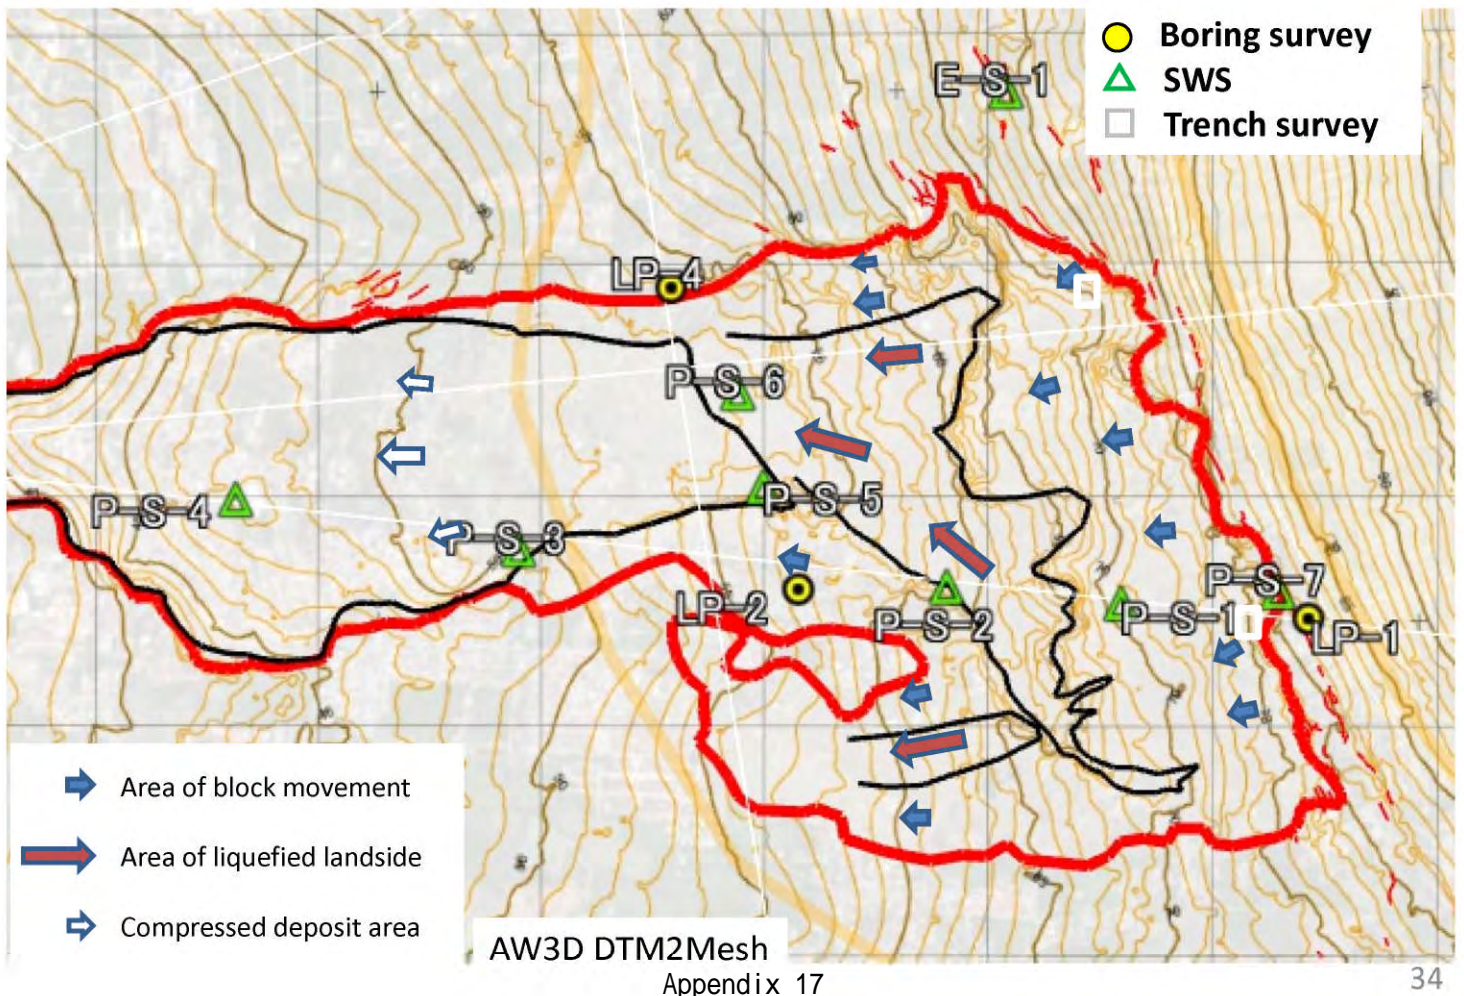 Boring survey
SWS
Trench survey
E-S-1
LP-4
P-S-6
P-S-5
P-S-4
P-S-3
LP-2
P-S-2
P-S-1
P-S-7
LP-1
Area of block movement
Area of liquefied landside
Compressed deposit area
AW3D DTM2Mesh
Appendix 17
34